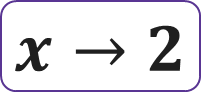 x → 2